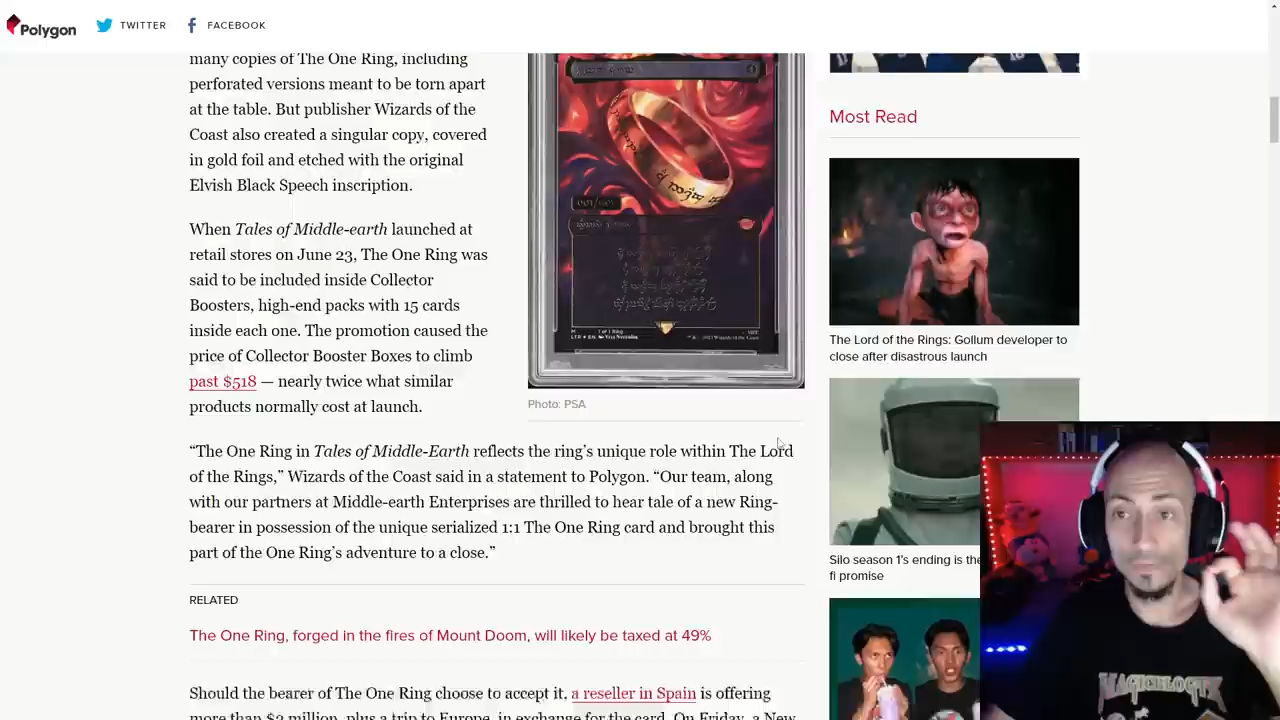 Polygon
TWITTER
FACEBOOK
many copies of The One Ring, including
perforated versions meant to be torn apart
at the table. But publisher Wizards of the
Coast also created a singular copy, covered
in gold foil and etched with the original
Elvish Black Speech inscription.
When Tales of Middle-earth launched at
retail stores on June 23, The One Ring was
said to be included inside Collector
Boosters, high-end packs with 15 cards
inside each one. The promotion caused the
price of Collector Booster Boxes to climb
past $518 — nearly twice what similar
products normally cost at launch.
001/001
Photo: PSA
“The One Ring in Tales of Middle-Earth reflects the ring’s unique role within The Lord
of the Rings,” Wizards of the Coast said in a statement to Polygon. “Our team, along
with our partners at Middle-earth Enterprises are thrilled to hear tale of a new Ring-
bearer in possession of the unique serialized 1:1 The One Ring card and brought this
part of the One Ring’s adventure to a close.”
RELATED
The One Ring, forged in the fires of Mount Doom, will likely be taxed at 49%
Should the bearer of The One Ring choose to accept it, a reseller in Spain is offering
more than $2 million, plus a trip to Europe, in exchange for the card. On Friday, a New
Most Read
The Lord of the Rings: Gollum developer to
close after disastrous launch
Silo season 1’s ending is the
fi promise